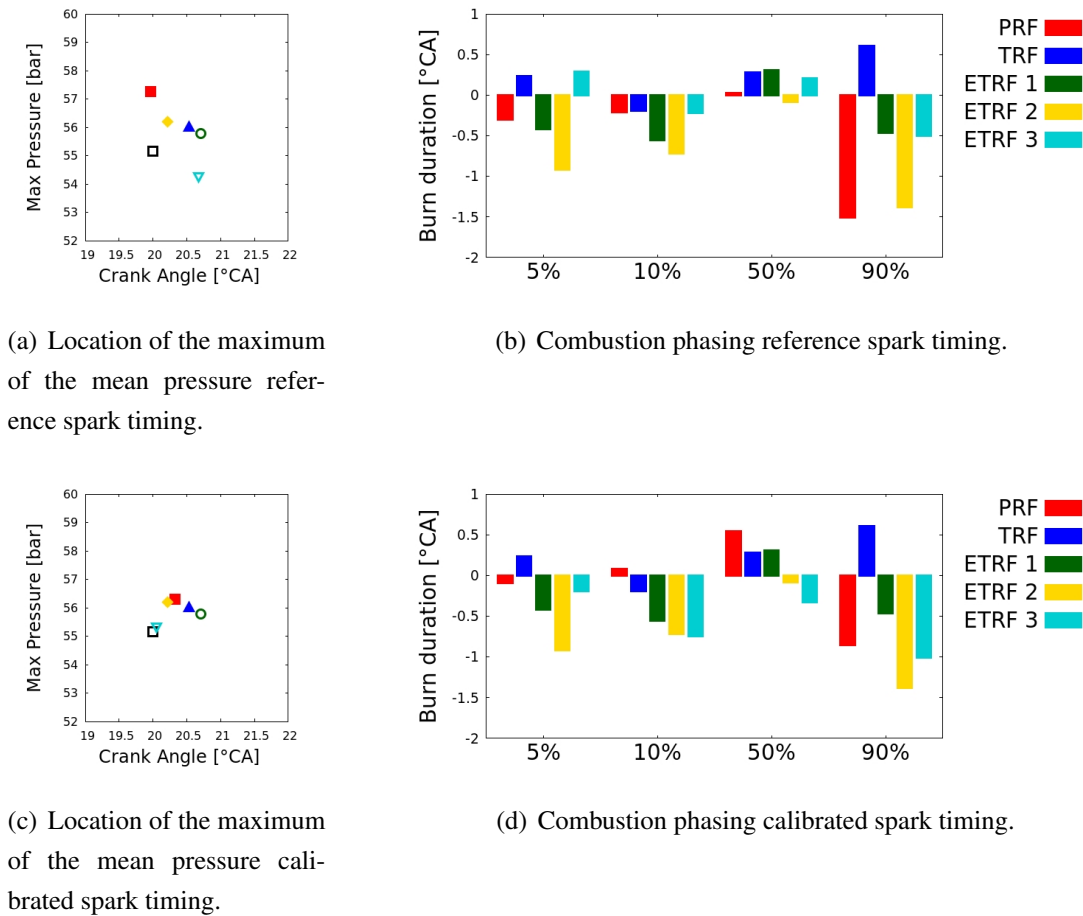 60
59
58
57
56
55
54
53
52
Max Pressure [bar]
19 19.5 20 20.5 21 21.5 22
Crank Angle [°CA]
1
0.5
0
-0.5
-1
-1.5
-2
Burn duration [°CA]
5% 10% 50% 90%
PRF
TRF
ETRF 1
ETRF 2
ETRF 3
(a) Location of the maximum
of the mean pressure refer-
ence spark timing.
(b) Combustion phasing reference spark timing.
60
59
58
57
56
55
54
53
52
Max Pressure [bar]
19 19.5 20 20.5 21 21.5 22
Crank Angle [°CA]
1
0.5
0
-0.5
-1
-1.5
-2
Burn duration [°CA]
5% 10% 50% 90%
PRF
TRF
ETRF 1
ETRF 2
ETRF 3
(c) Location of the maximum
of the mean pressure cali-
brated spark timing.
(d) Combustion phasing calibrated spark timing.